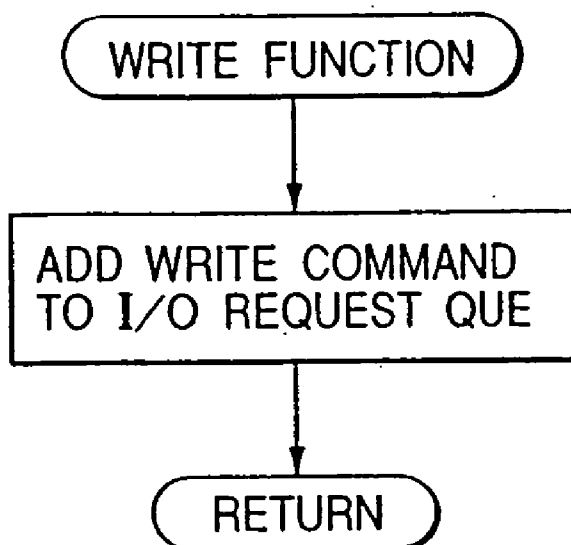 WRITE FUNCTION
ADD WRITE COMMAND
TO I/O REQUEST QUE
RETURN